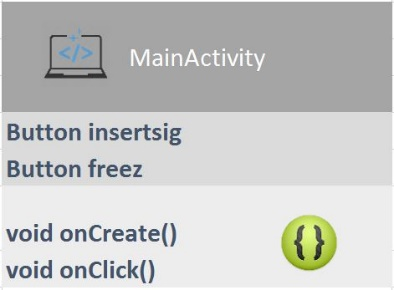 </>
MainActivity
Button insertsig
Button freez
void onCreate()
void onClick()
{}